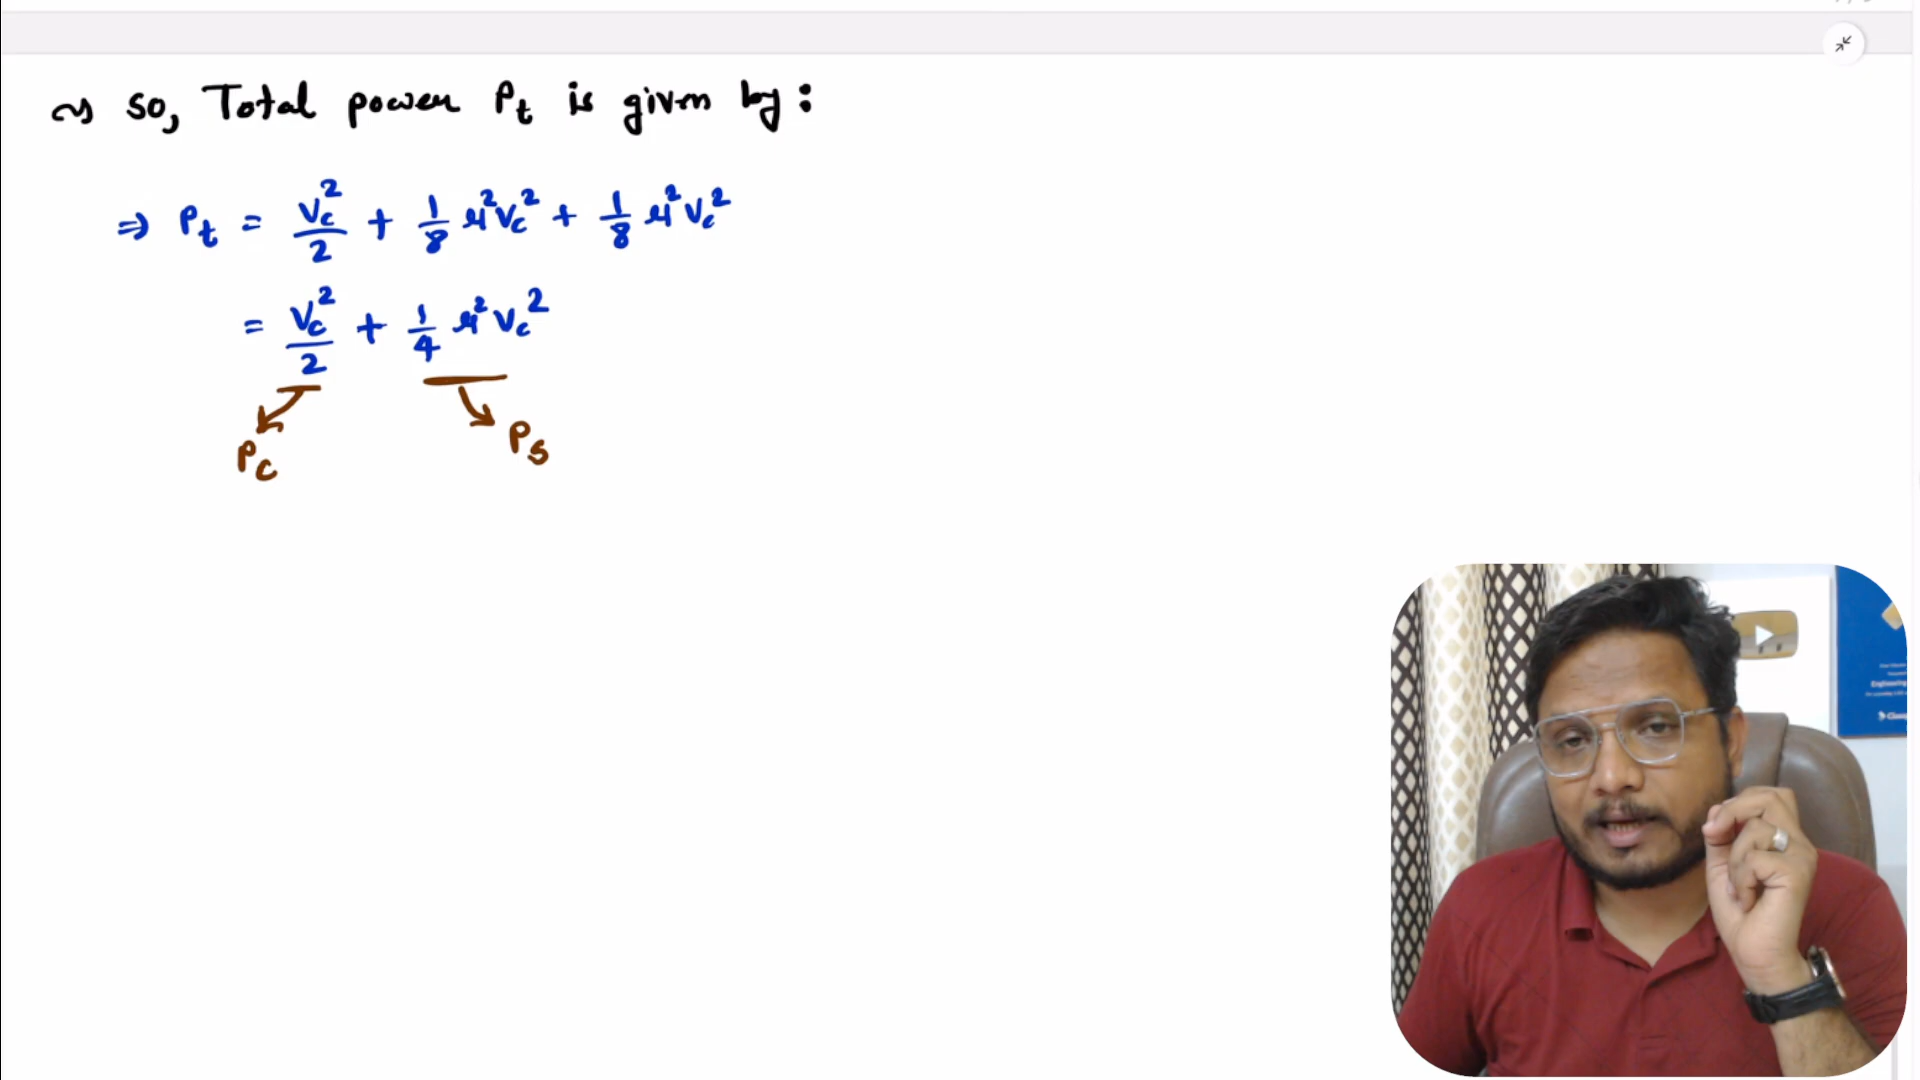 ~> so, Total power Pt is given by:
⇒ Pt = Vc²/2 + 1/8 μ²Vc² + 1/8 μ²Vc²
= Vc²/2 + 1/4 μ²Vc²
Pc
Ps
Engineering